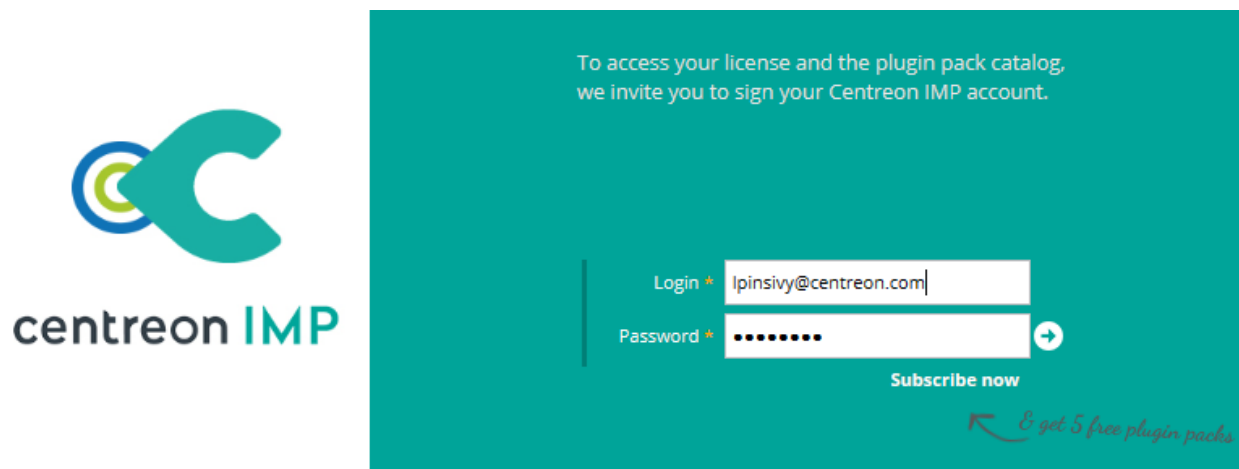 To access your license and the plugin pack catalog,
we invite you to sign your Centreon IMP account.
centreon IMP
Login * lpinsivy@centreon.com
Password * ••••••••
Subscribe now
& get 5 free plugin packs